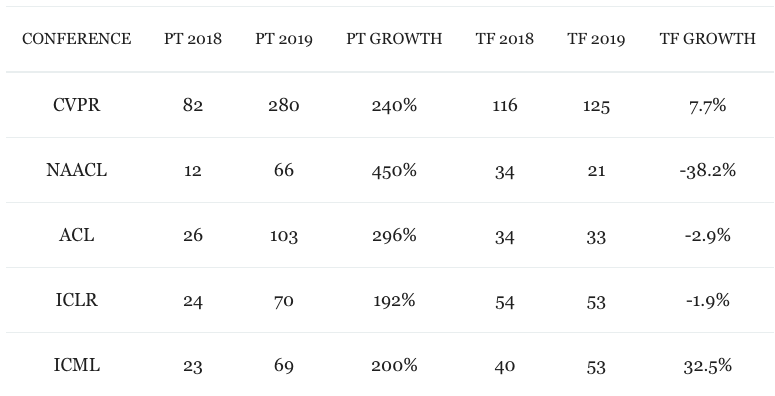 CONFERENCE PT 2018 PT 2019 PT GROWTH TF 2018 TF 2019 TF GROWTH
CVPR 82 280 240% 116 125 7.7%
NAACL 12 66 450% 34 21 -38.2%
ACL 26 103 296% 34 33 -2.9%
ICLR 24 70 192% 54 53 -1.9%
ICML 23 69 200% 40 53 32.5%